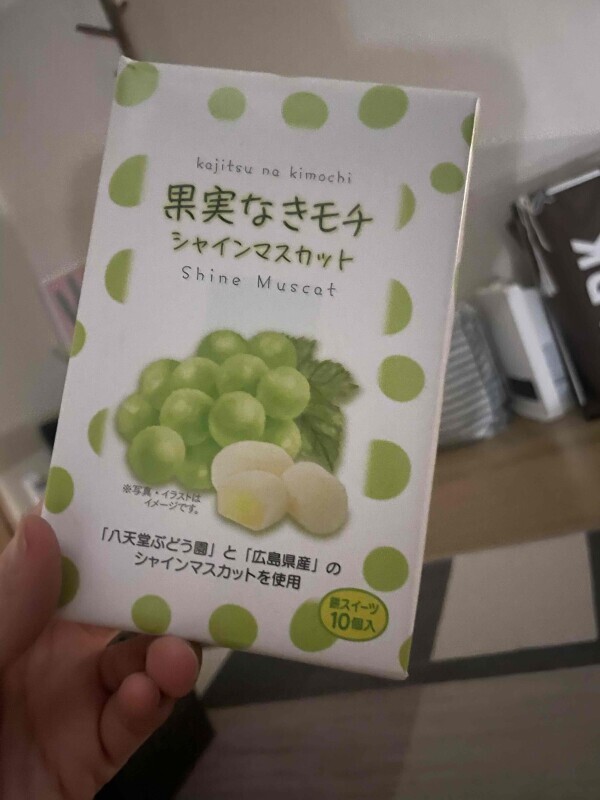 kajitsu na kimochi
果実なきモチ
シャインマスカット
Shine Muscat
※写真・イラストは
イメージです。
「八天堂ぶどう園」と「広島県産」の
シャインマスカットを使用
スイーツ
10個入